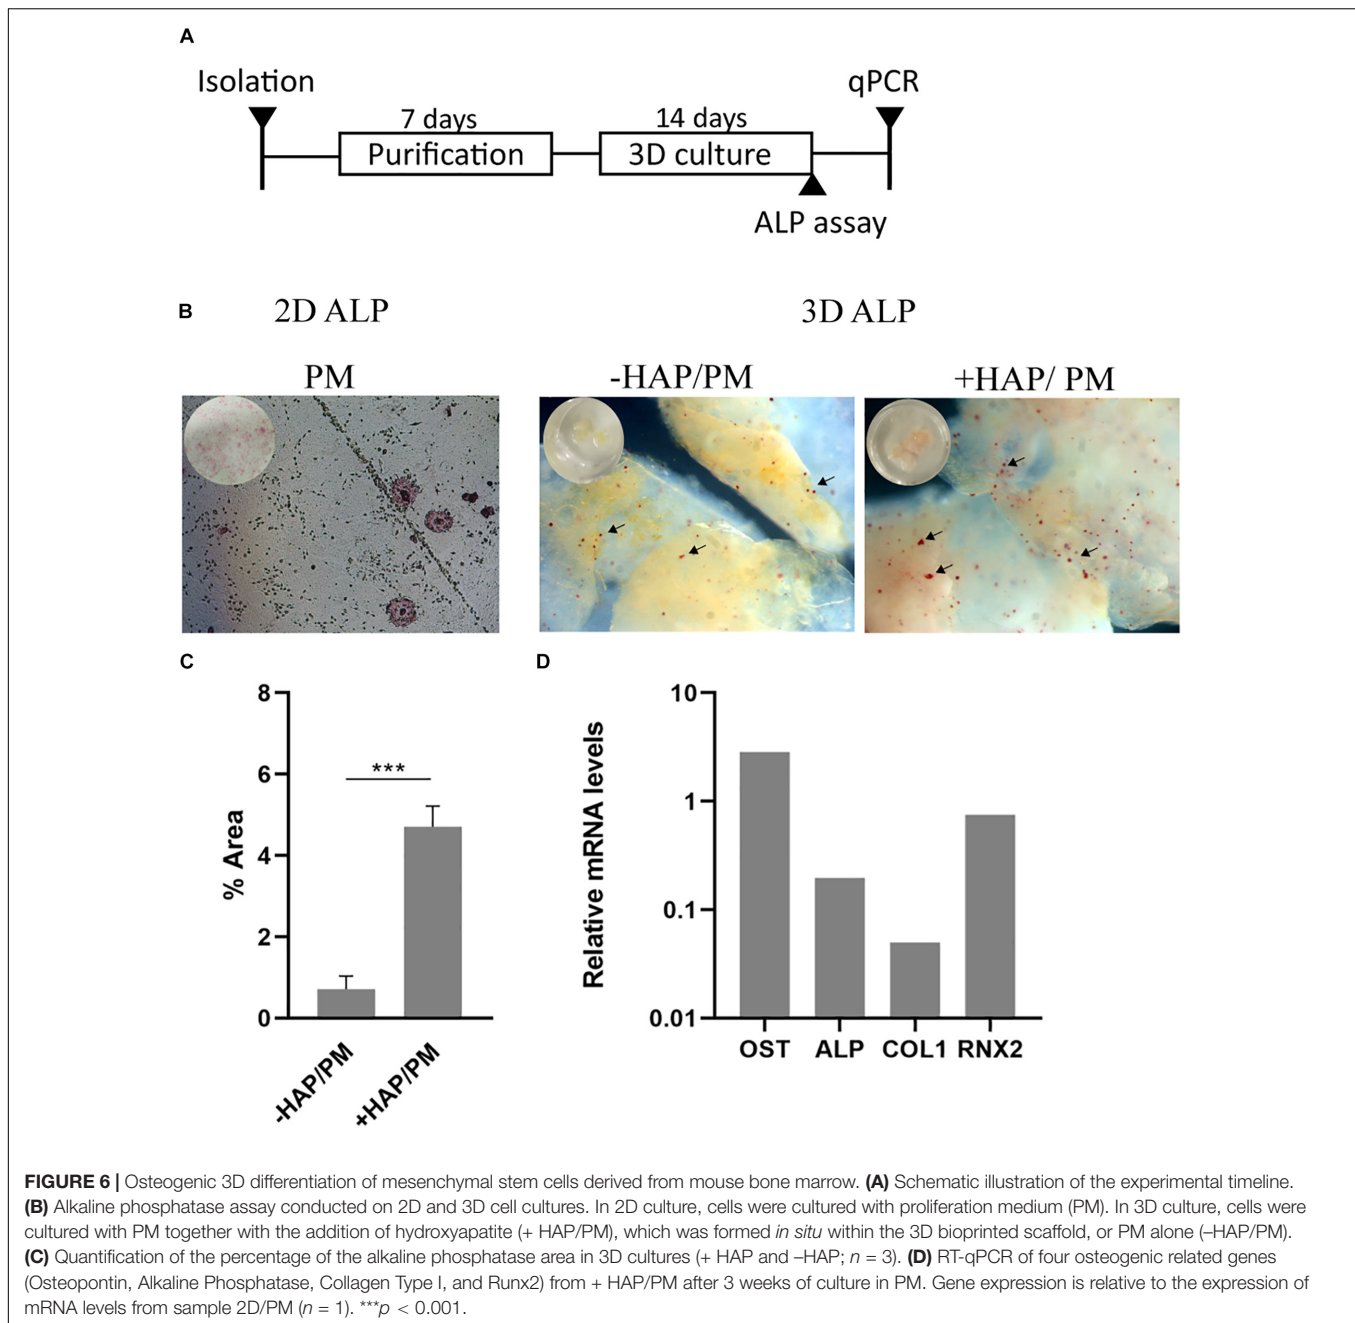 A
Isolation
qPCR
7 days
14 days
Purification
3D culture
ALP assay
B
2D ALP
3D ALP
PM
-HAP/PM
+HAP/ PM
C
8
6
4
2
0
% Area
***
-HAP/PM
+HAP/PM
D
10
1
0.1
0.01
Relative mRNA levels
OST ALP COL1 RNX2
FIGURE 6 | Osteogenic 3D differentiation of mesenchymal stem cells derived from mouse bone marrow. (A) Schematic illustration of the experimental timeline.
(B) Alkaline phosphatase assay conducted on 2D and 3D cell cultures. In 2D culture, cells were cultured with proliferation medium (PM). In 3D culture, cells were
cultured with PM together with the addition of hydroxyapatite (+ HAP/PM), which was formed in situ within the 3D bioprinted scaffold, or PM alone (–HAP/PM).
(C) Quantification of the percentage of the alkaline phosphatase area in 3D cultures (+ HAP and –HAP; n = 3). (D) RT-qPCR of four osteogenic related genes
(Osteopontin, Alkaline Phosphatase, Collagen Type I, and Runx2) from + HAP/PM after 3 weeks of culture in PM. Gene expression is relative to the expression of
mRNA levels from sample 2D/PM (n = 1). ***p < 0.001.